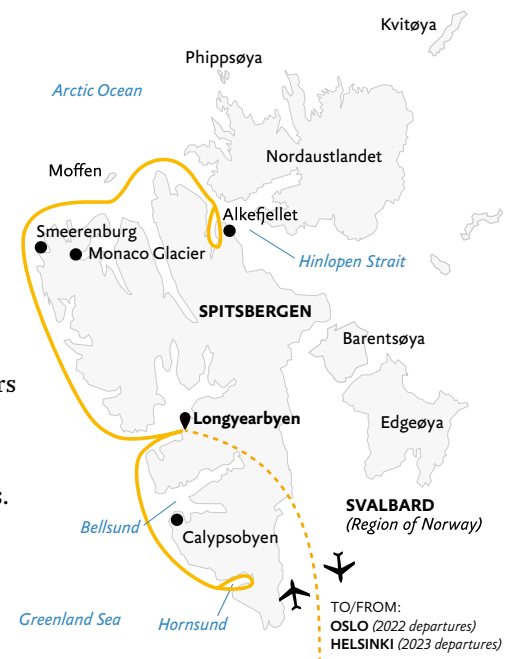 Kvitøya
Phippsøya
Arctic Ocean
Nordaustlandet
Moffen
Alkefjellet
Smeerenburg
Monaco Glacier
Hinlopen Strait
SPITSBERGEN
Barentsøya
rs
Longyearbyen
Edgeøya
s.
SVALBARD
(Region of Norway)
Bellsund
Calypsobyen
TO/FROM:
Greenland Sea
Hornsund
OSLO (2022 departures)
HELSINKI (2023 departures)